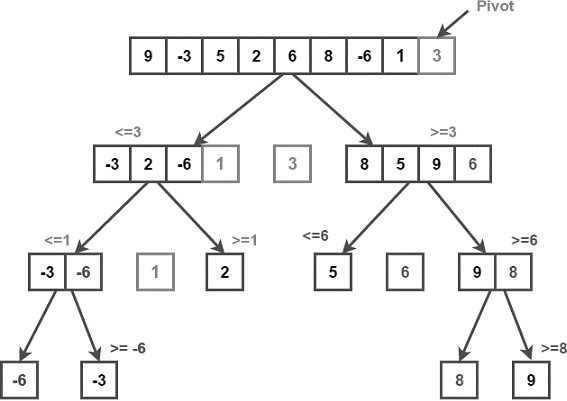 Pivot
9 -3 5 2 6 8 -6 1 3
<=3 >=3
-3 2 -6 1 3 8 5 9 6
<=1 >=1 <=6 >=6
-3 -6 1 2 5 6 9 8
>= -6 >=8
-6 -3 8 9